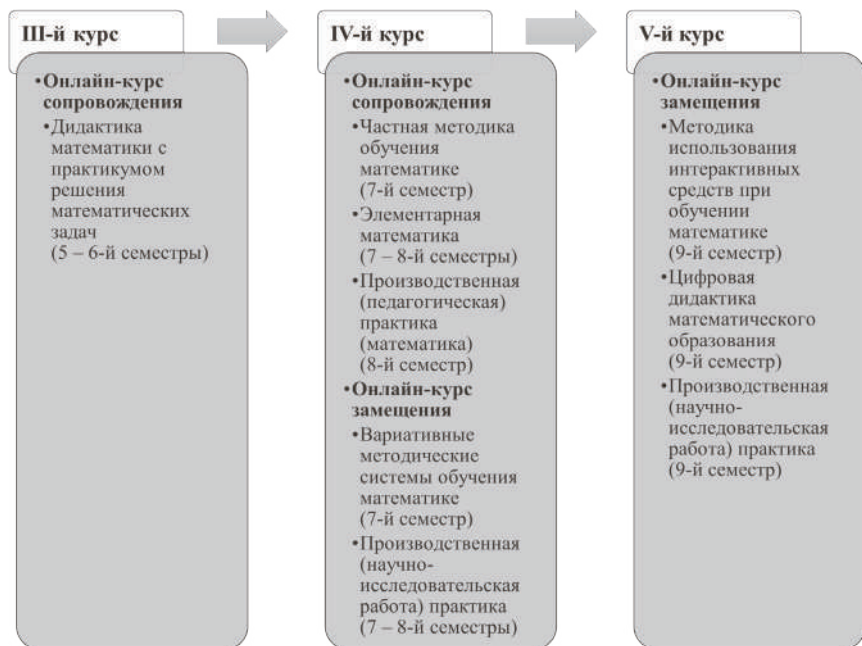 III-й курс
•Онлайн-курс
сопровождения
•Дидактика
математики с
практикумом
решения
математических
задач
(5 – 6-й семестры)
IV-й курс
•Онлайн-курс
сопровождения
•Частная методика
обучения
математике
(7-й семестр)
•Элементарная
математика
(7 – 8-й семестры)
•Производственная
(педагогическая)
практика
(математика)
(8-й семестр)
•Онлайн-курс
замещения
•Вариативные
методические
системы обучения
математике
(7-й семестр)
•Производственная
(научно-
исследовательская
работа) практика
(7 – 8-й семестры)
V-й курс
•Онлайн-курс
замещения
•Методика
использования
интерактивных
средств при
обучении
математике
(9-й семестр)
•Цифровая
дидактика
математического
образования
(9-й семестр)
•Производственная
(научно-
исследовательская
работа) практика
(9-й семестр)